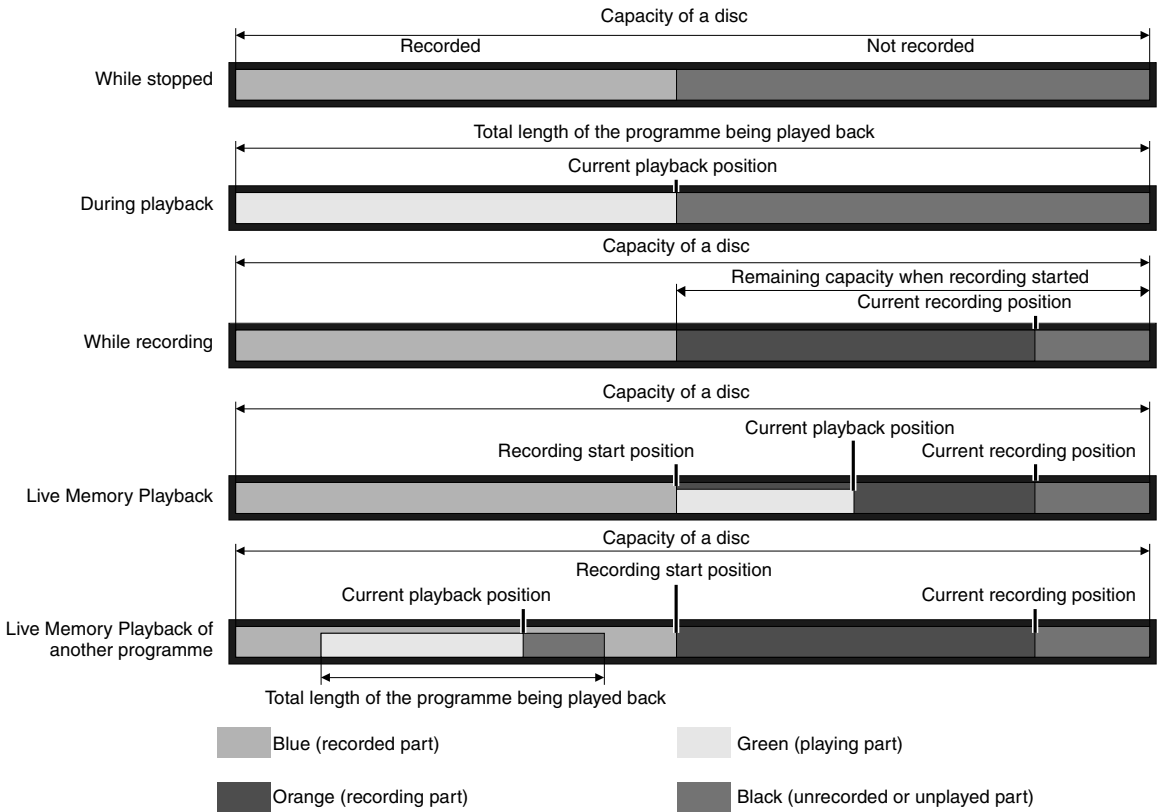 Capacity of a disc
Recorded
Not recorded
While stopped
Total length of the programme being played back
Current playback position
During playback
Capacity of a disc
Remaining capacity when recording started
Current recording position
While recording
Capacity of a disc
Current playback position
Recording start position
Current recording position
Live Memory Playback
Capacity of a disc
Recording start position
Current playback position
Current recording position
Live Memory Playback of
another programme
Total length of the programme being played back
Blue (recorded part)
Green (playing part)
Orange (recording part)
Black (unrecorded or unplayed part)